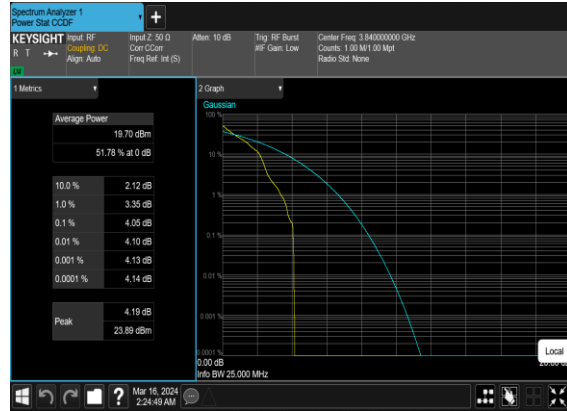 Spectrum Analyzer 1
Power Stat CCDF
KEYSIGHT
R T
LV
Input: RF
Coupling: DC
Align: Auto
Input Z: 50 Ω
Corr CCorr
Freq Ref: Int (S)
Atten: 10 dB
Trig: RF Burst
#IF Gain: Low
Center Freq: 3.840000000 GHz
Counts: 1.00 M/1.00 Mpt
Radio Std: None
1 Metrics
Average Power
19.70 dBm
51.78 % at 0 dB
10.0 % 2.12 dB
1.0 % 3.35 dB
0.1 % 4.05 dB
0.01 % 4.10 dB
0.001 % 4.13 dB
0.0001 % 4.14 dB
Peak 4.19 dB
23.89 dBm
2 Graph
Gaussian
100 %
10 %
1 %
0.1 %
0.01 %
0.001 %
0.0001 %
0.00 dB
Info BW 25.000 MHz
Local
?
Mar 16, 2024
2:24:49 AM